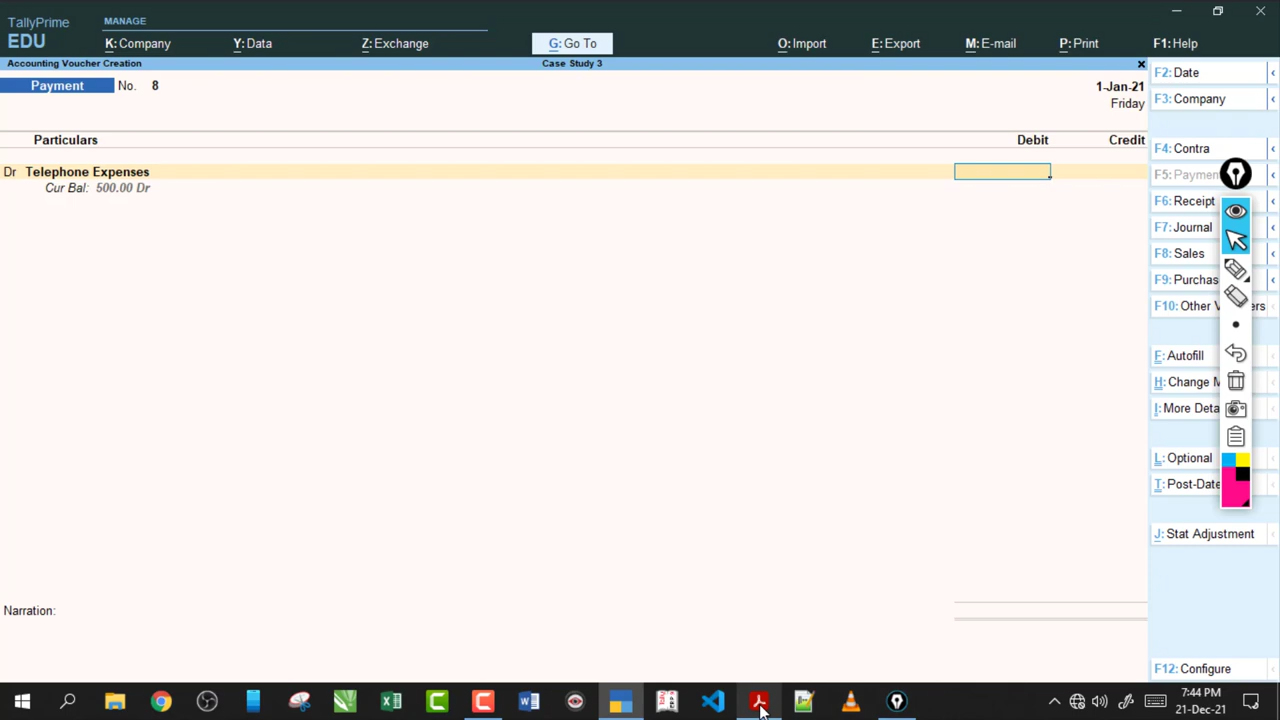 TallyPrime
EDU
MANAGE
K: Company
Y: Data
Z: Exchange
G: Go To
O: Import
E: Export
M: E-mail
P: Print
F1: Help
Accounting Voucher Creation
Case Study 3
Payment No. 8
1-Jan-21
Friday
Particulars
Debit
Credit
Dr Telephone Expenses
Cur Bal: 500.00 Dr
Narration:
F2: Date
F3: Company
F4: Contra
F5: Paymen
F6: Receipt
F7: Journal
F8: Sales
F9: Purchas
F10: Other V ers
F: Autofill
H: Change M
I: More Deta
L: Optional
T: Post-Date
J: Stat Adjustment
F12: Configure
7:44 PM
21-Dec-21